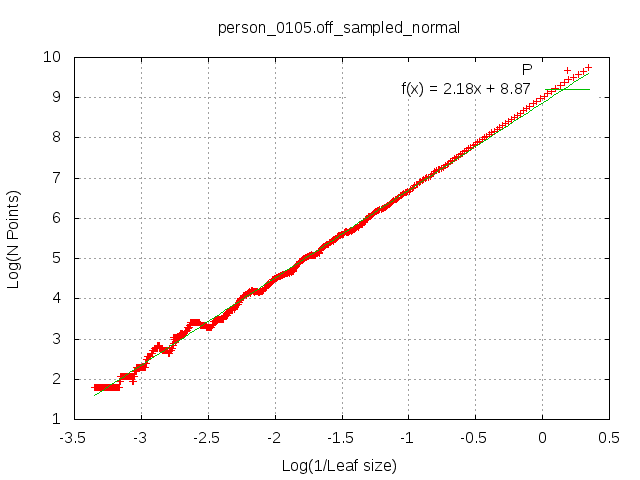 person_0105.off_sampled_normal
10
9
8
7
6
5
4
3
2
1
Log(N Points)
P
f(x) = 2.18x + 8.87
-3.5 -3 -2.5 -2 -1.5 -1 -0.5 0 0.5
Log(1/Leaf size)